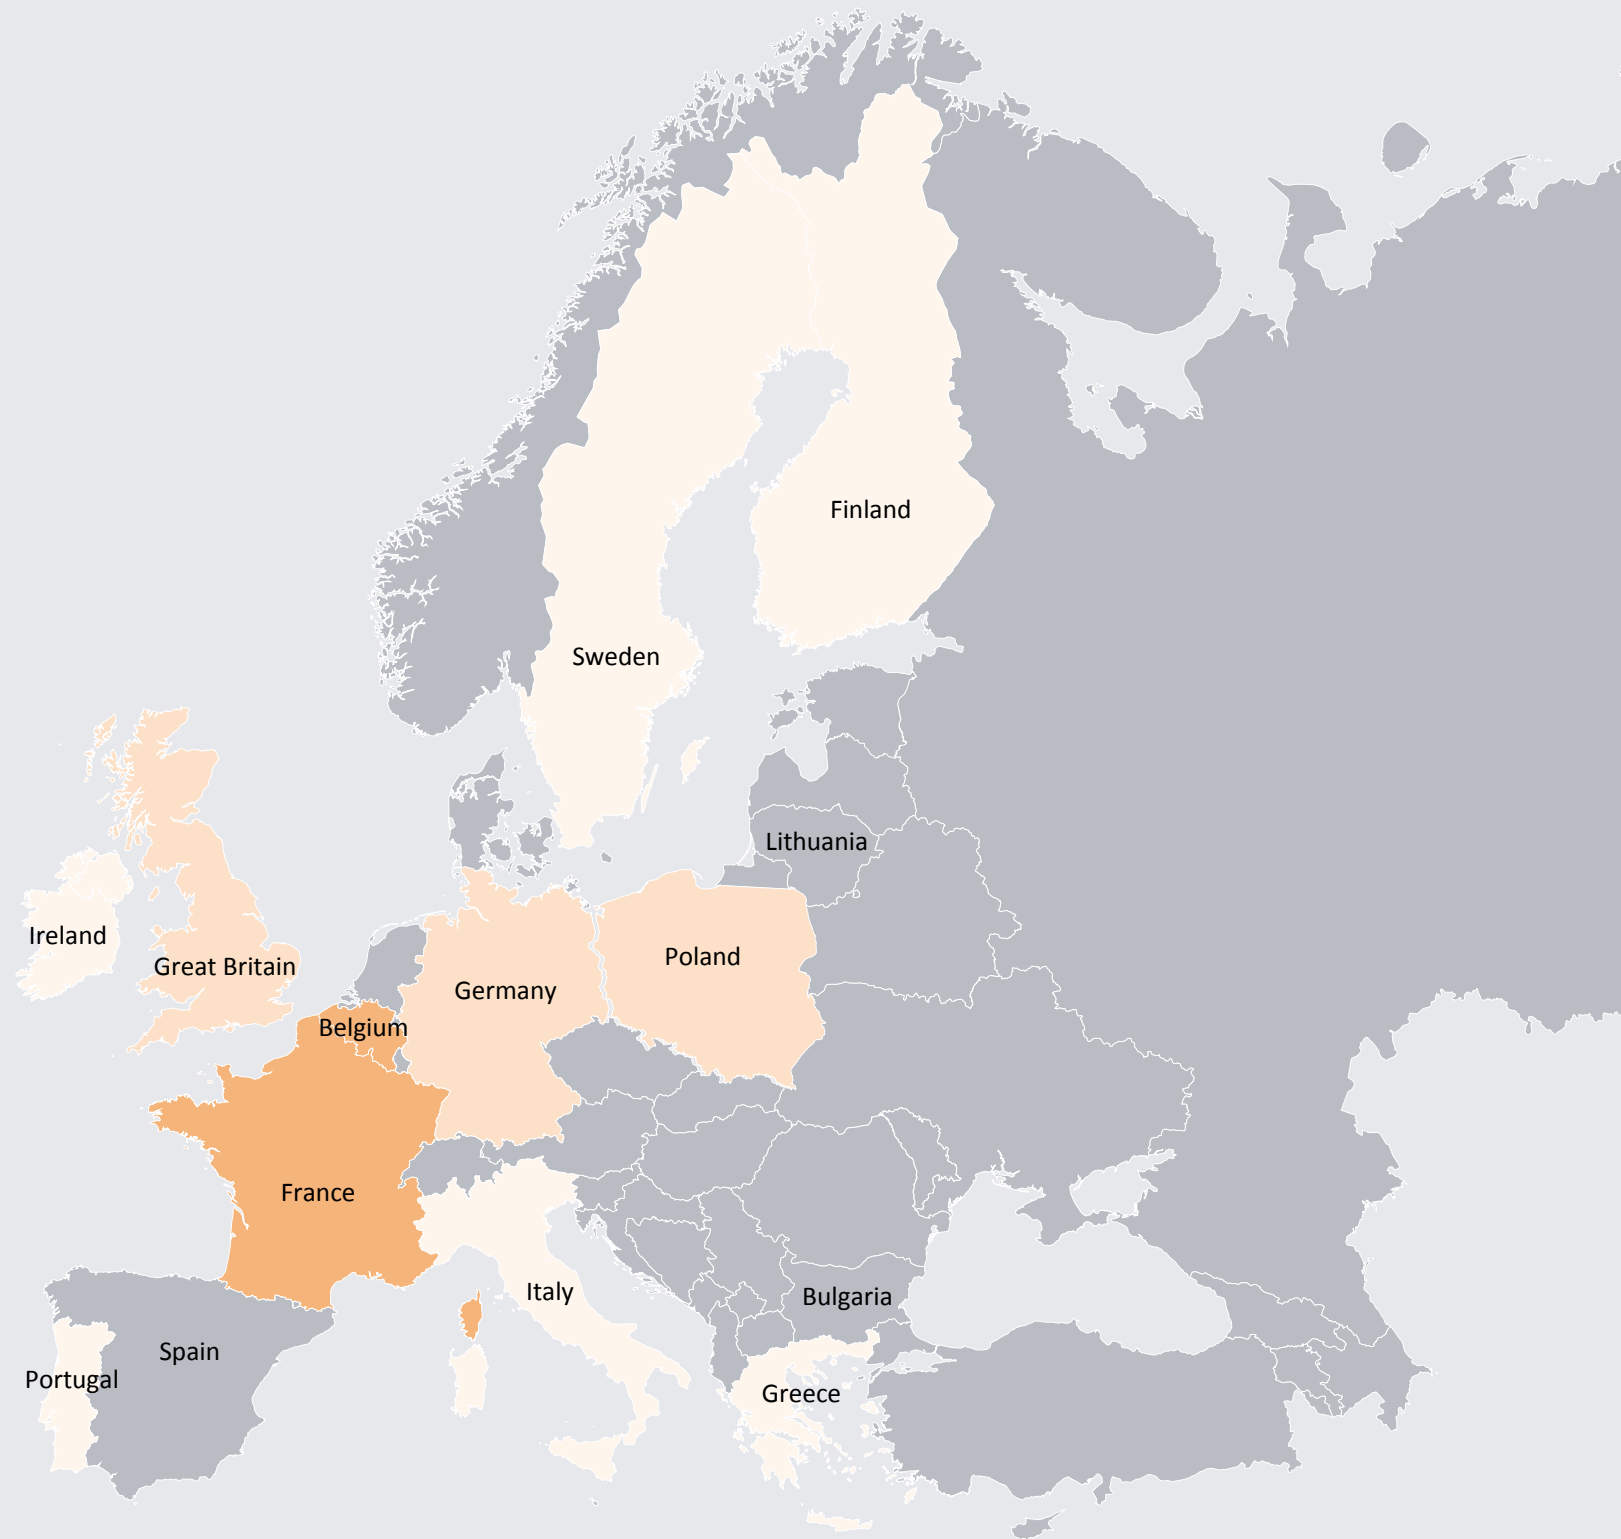 Finland
Sweden
Lithuania
Ireland
Great Britain
Poland
Germany
Belgium
France
Italy
Bulgaria
Spain
Portugal
Greece